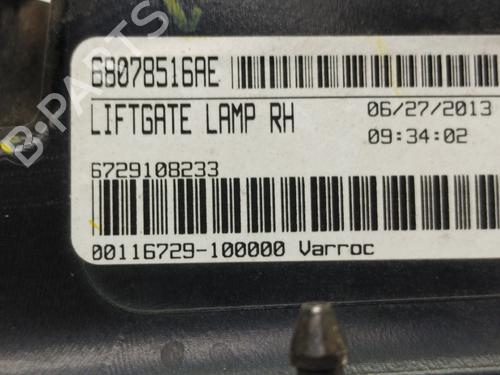 68078516AE
LIFTGATE LAMP RH 06/27/2013
09:34:02
6729108233
00116729-100000 Varroc
B-PARTS